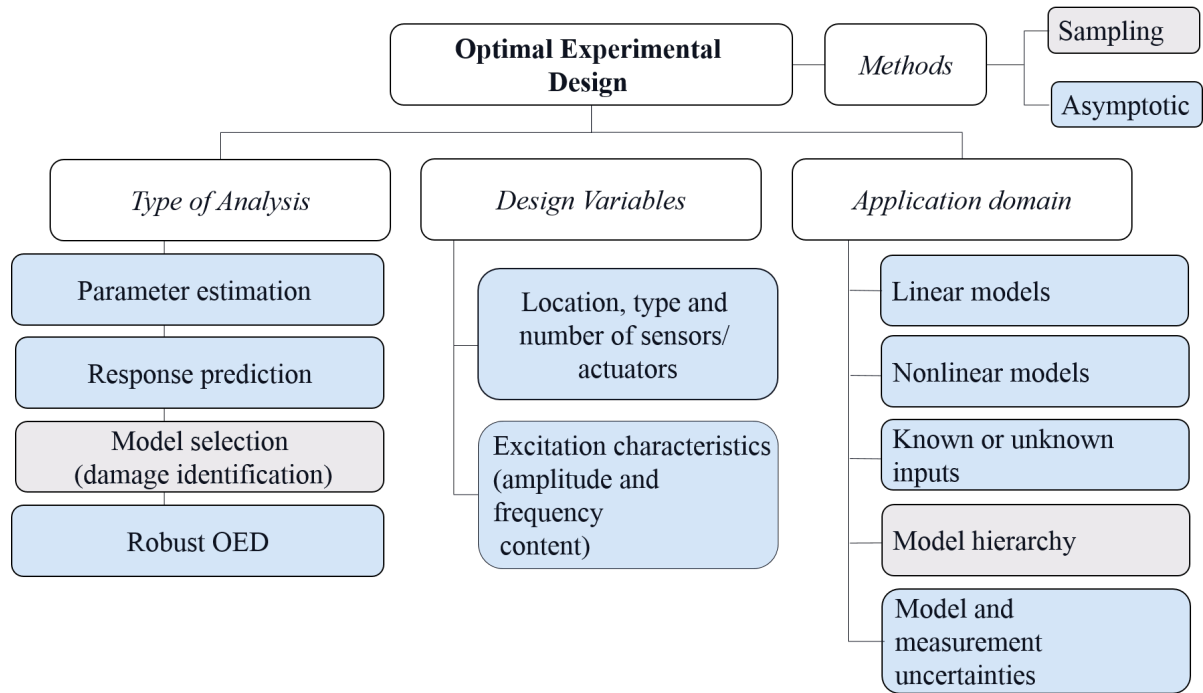 Optimal Experimental
Design
Methods
Sampling
Asymptotic
Type of Analysis
Parameter estimation
Response prediction
Model selection
(damage identification)
Robust OED
Design Variables
Location, type and
number of sensors/
actuators
Excitation characteristics
(amplitude and
frequency
content)
Application domain
Linear models
Nonlinear models
Known or unknown
inputs
Model hierarchy
Model and
measurement
uncertainties